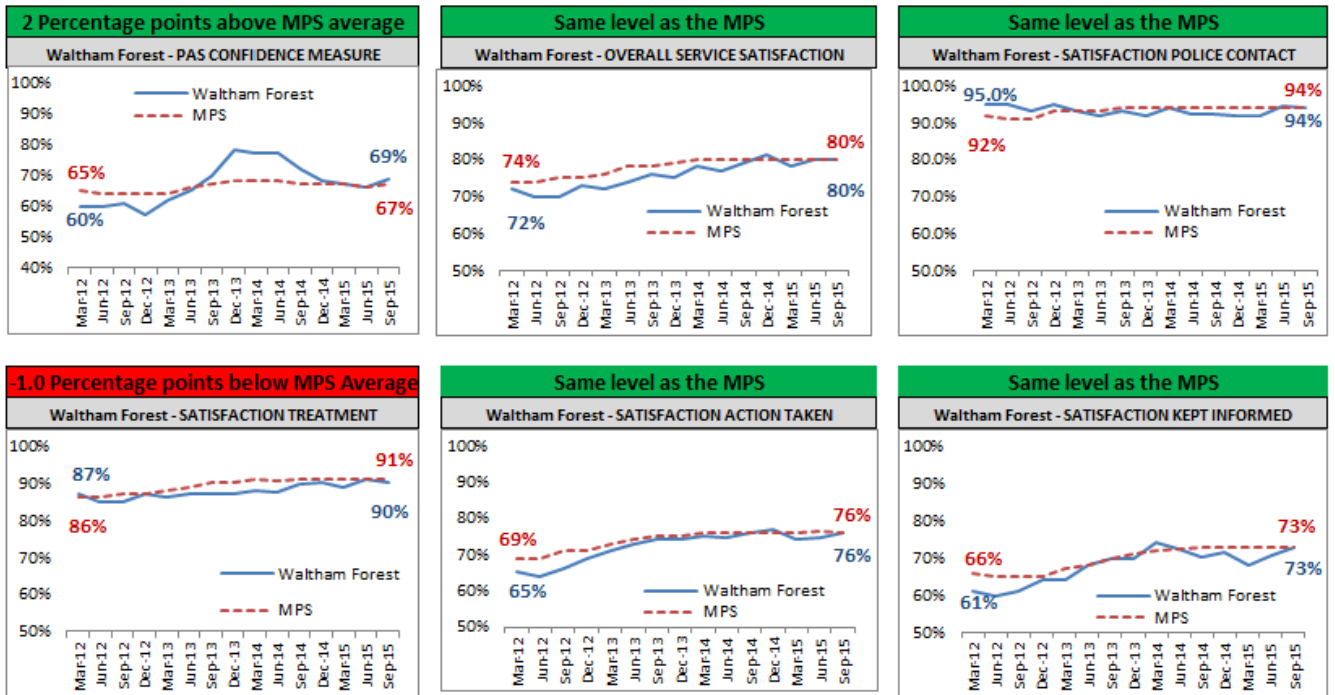 2 Percentage points above MPS average
Waltham Forest - PAS CONFIDENCE MEASURE
100%
90%
80%
70%
60%
50%
40%
Waltham Forest
MPS
65%
60%
69%
67%
Mar-12
Jun-12
Sep-12
Dec-12
Mar-13
Jun-13
Sep-13
Dec-13
Mar-14
Jun-14
Sep-14
Dec-14
Mar-15
Jun-15
Sep-15
Same level as the MPS
Waltham Forest - OVERALL SERVICE SATISFACTION
100%
90%
80%
70%
60%
50%
74%
72%
80%
80%
Waltham Forest
MPS
Mar-12
Jun-12
Sep-12
Dec-12
Mar-13
Jun-13
Sep-13
Dec-13
Mar-14
Jun-14
Sep-14
Dec-14
Mar-15
Jun-15
Sep-15
Same level as the MPS
Waltham Forest - SATISFACTION POLICE CONTACT
100.0%
90.0%
80.0%
70.0%
60.0%
50.0%
95.0%
92%
94%
94%
Waltham Forest
MPS
Mar-12
Jun-12
Sep-12
Dec-12
Mar-13
Jun-13
Sep-13
Dec-13
Mar-14
Jun-14
Sep-14
Dec-14
Mar-15
Jun-15
Sep-15
-1.0 Percentage points below MPS Average
Waltham Forest - SATISFACTION TREATMENT
100%
90%
80%
70%
60%
50%
87%
86%
91%
90%
Waltham Forest
MPS
Mar-12
Jun-12
Sep-12
Dec-12
Mar-13
Jun-13
Sep-13
Dec-13
Mar-14
Jun-14
Sep-14
Dec-14
Mar-15
Jun-15
Sep-15
Same level as the MPS
Waltham Forest - SATISFACTION ACTION TAKEN
100%
90%
80%
70%
60%
50%
69%
65%
76%
76%
Waltham Forest
MPS
Mar-12
Jun-12
Sep-12
Dec-12
Mar-13
Jun-13
Sep-13
Dec-13
Mar-14
Jun-14
Sep-14
Dec-14
Mar-15
Jun-15
Sep-15
Same level as the MPS
Waltham Forest - SATISFACTION KEPT INFORMED
100%
90%
80%
70%
60%
50%
66%
61%
73%
73%
Waltham Forest
MPS
Mar-12
Jun-12
Sep-12
Dec-12
Mar-13
Jun-13
Sep-13
Dec-13
Mar-14
Jun-14
Sep-14
Dec-14
Mar-15
Jun-15
Sep-15